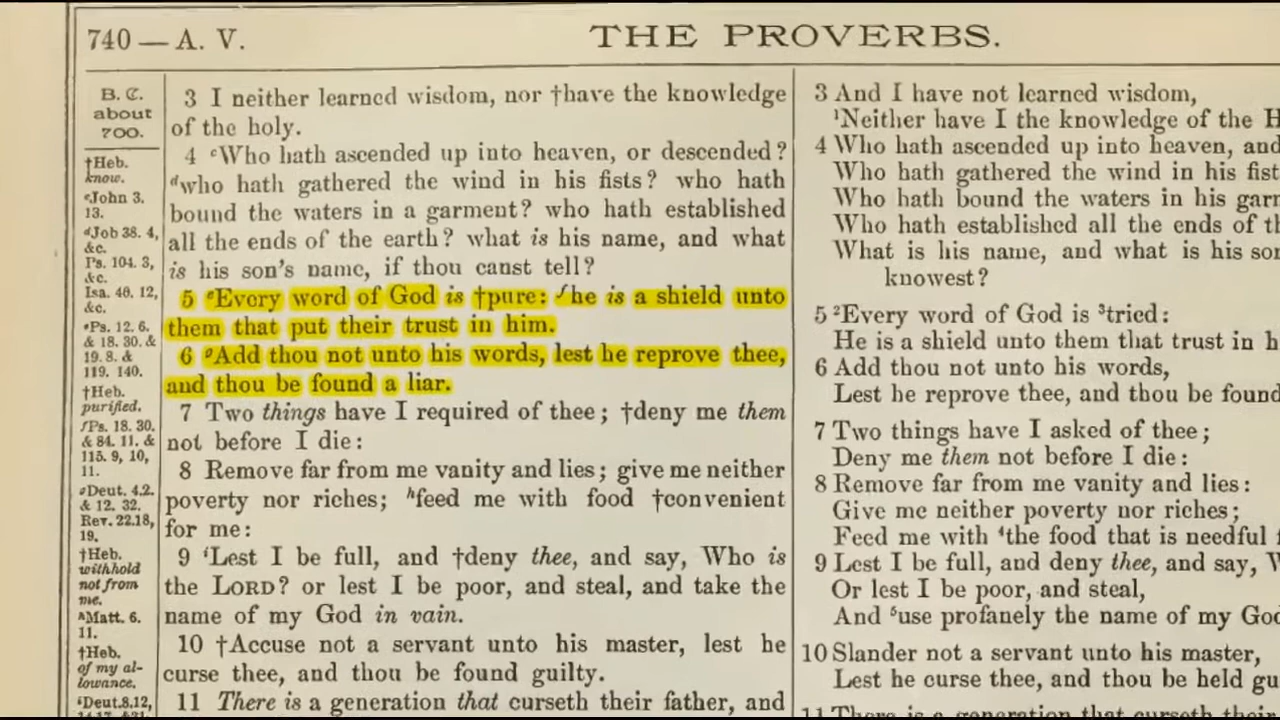 740 — A. V.
THE PROVERBS.
B. C.
about
700.
†Heb.
know.
ᶜJohn 3.
13.
ᵈJob 38. 4,
&c.
Ps. 104. 3,
&c.
Isa. 40. 12,
&c.
ᵉPs. 12. 6.
& 18. 30. &
19. 8. &
119. 140.
†Heb.
purified.
ᶠPs. 18. 30.
& 84. 11. &
115. 9, 10,
11.
ᵍDeut. 4.2.
& 12. 32.
Rev. 22.18,
19.
†Heb.
withhold
not from
me.
ʰMatt. 6.
11.
†Heb.
of my al-
lowance.
ⁱDeut.8.12,
3 I neither learned wisdom, nor †have the knowledge
of the holy.
4 ᶜWho hath ascended up into heaven, or descended?
ᵈwho hath gathered the wind in his fists? who hath
bound the waters in a garment? who hath established
all the ends of the earth? what is his name, and what
is his son's name, if thou canst tell?
5 ᵉEvery word of God is †pure: ᶠhe is a shield unto
them that put their trust in him.
6 ᵍAdd thou not unto his words, lest he reprove thee,
and thou be found a liar.
7 Two things have I required of thee; †deny me them
not before I die:
8 Remove far from me vanity and lies; give me neither
poverty nor riches; ʰfeed me with food †convenient
for me:
9 ⁱLest I be full, and †deny thee, and say, Who is
the LORD? or lest I be poor, and steal, and take the
name of my God in vain.
10 †Accuse not a servant unto his master, lest he
curse thee, and thou be found guilty.
11 There is a generation that curseth their father, and
3 And I have not learned wisdom,
¹Neither have I the knowledge of the H
4 Who hath ascended up into heaven, and
Who hath gathered the wind in his fist
Who hath bound the waters in his garm
Who hath established all the ends of th
What is his name, and what is his son
knowest?
5 ²Every word of God is ³tried:
He is a shield unto them that trust in h
6 Add thou not unto his words,
Lest he reprove thee, and thou be found
7 Two things have I asked of thee;
Deny me them not before I die:
8 Remove far from me vanity and lies:
Give me neither poverty nor riches;
Feed me with ⁴the food that is needful f
9 Lest I be full, and deny thee, and say, W
Or lest I be poor, and steal,
And ⁵use profanely the name of my God
10 Slander not a servant unto his master,
Lest he curse thee, and thou be held gu
11 There is a generation that curseth their